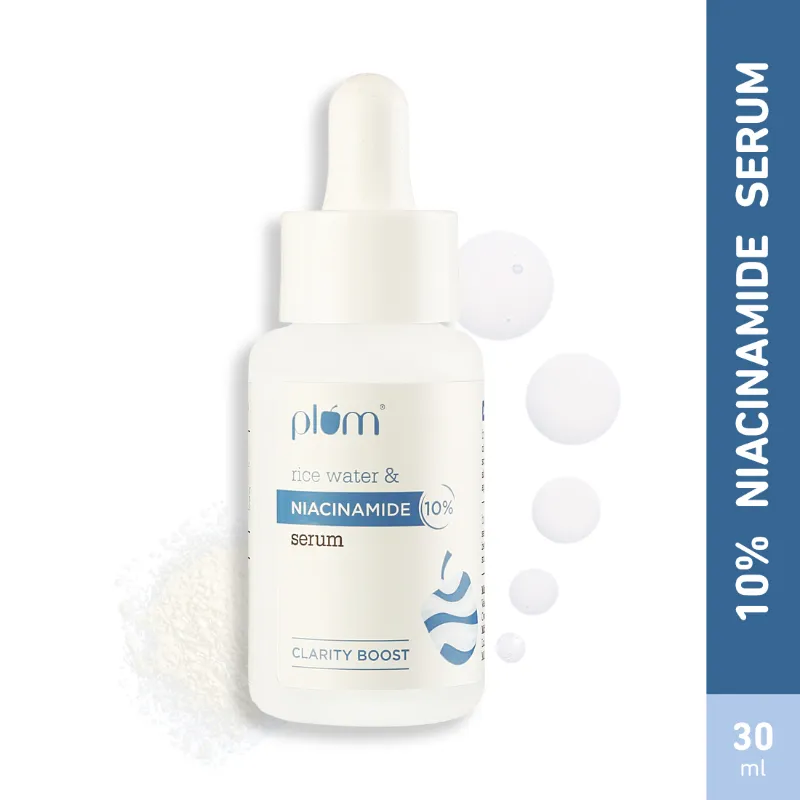 plum®
rice water &
NIACINAMIDE 10%
serum
CLARITY BOOST
10% NIACINAMIDE SERUM
30
ml